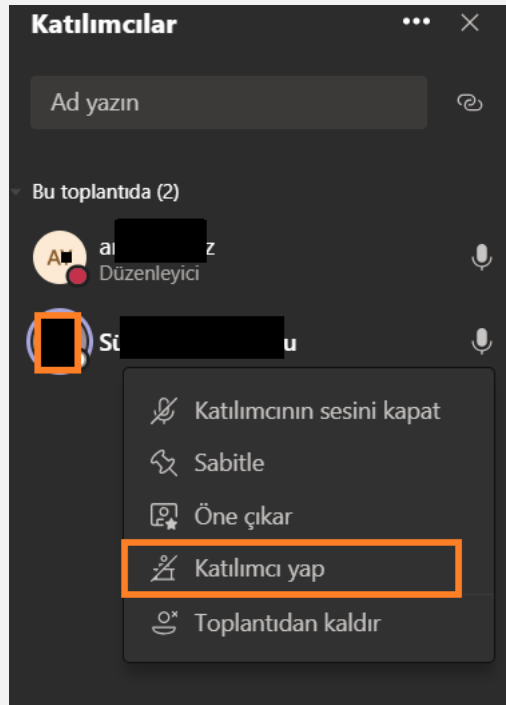 Katılımcılar
Ad yazın
Bu toplantıda (2)
Düzenleyici
Katılımcının sesini kapat
Sabitle
Öne çıkar
Katılımcı yap
Toplantıdan kaldır